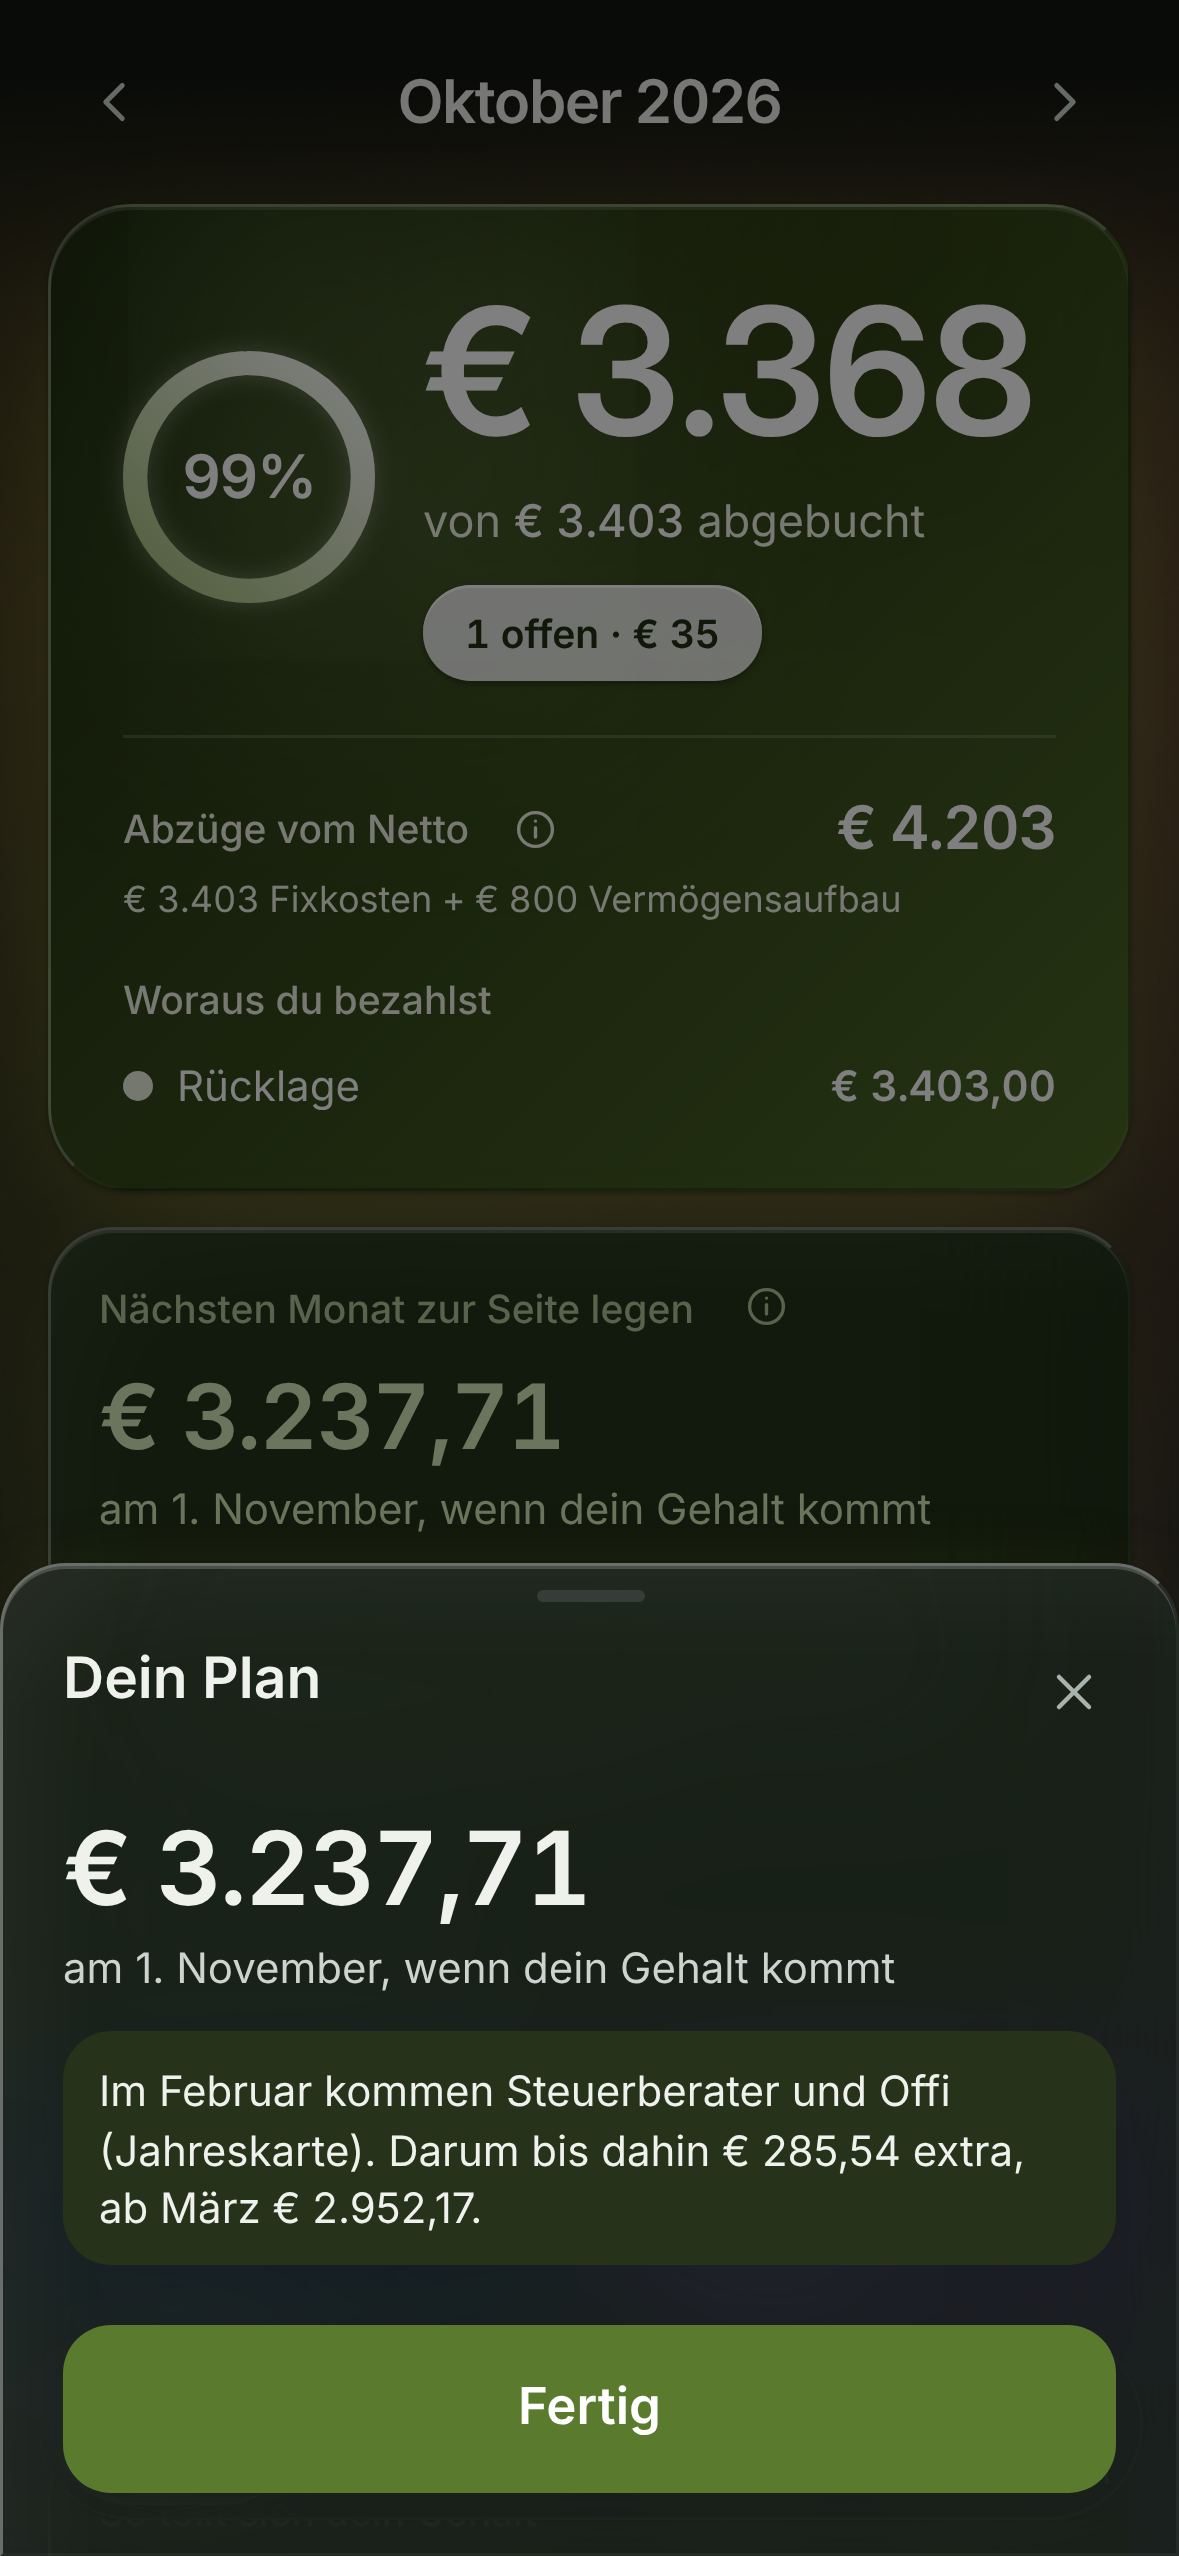 Oktober 2026
€ 3.368
99%
von € 3.403 abgebucht
1 offen · € 35
Abzüge vom Netto
€ 4.203
€ 3.403 Fixkosten + € 800 Vermögensaufbau
Woraus du bezahlst
Rücklage
€ 3.403,00
Nächsten Monat zur Seite legen
€ 3.237,71
am 1. November, wenn dein Gehalt kommt
Dein Plan
€ 3.237,71
am 1. November, wenn dein Gehalt kommt
Im Februar kommen Steuerberater und Offi
(Jahreskarte). Darum bis dahin € 285,54 extra,
ab März € 2.952,17.
Fertig